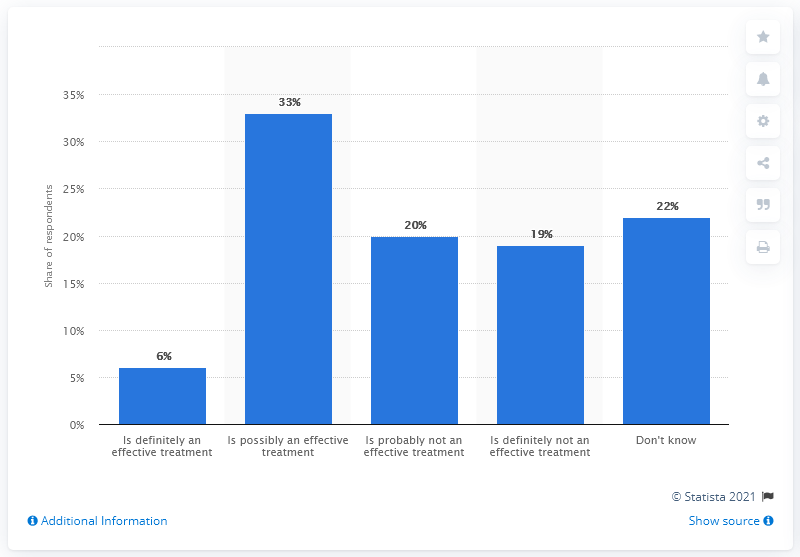 35%
30%
25%
20%
15%
10%
5%
0%
Share of respondents
6%
33%
20%
19%
22%
Is definitely an
effective treatment
Is possibly an effective
treatment
Is probably not an
effective treatment
Is definitely not an
effective treatment
Don't know
© Statista 2021
Additional Information
Show source